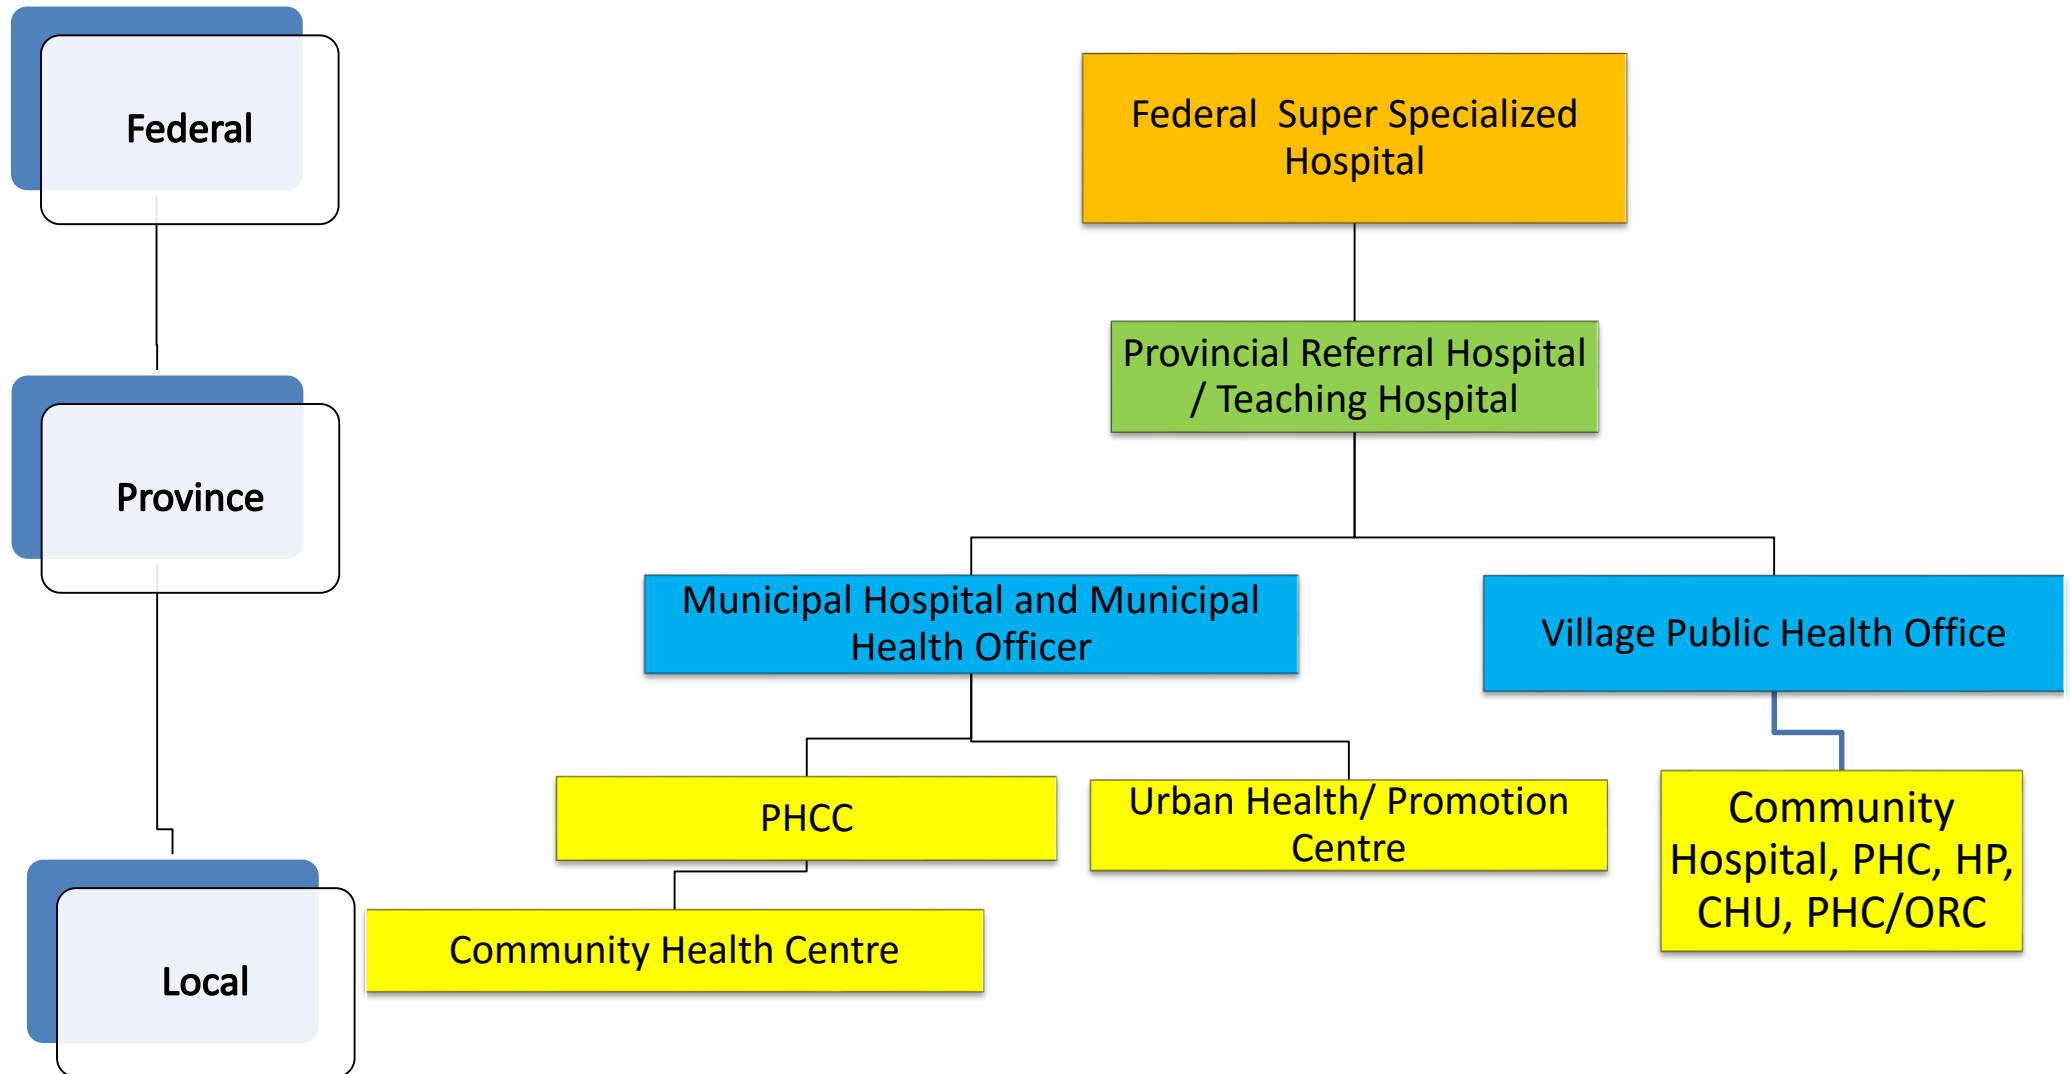 Federal
Federal  Super Specialized
Hospital
Provincial Referral Hospital
/ Teaching Hospital
Province
Municipal Hospital and Municipal
Health Officer
Village Public Health Office
PHCC
Urban Health/ Promotion
Centre
Community
Hospital, PHC, HP,
CHU, PHC/ORC
Community Health Centre
Local